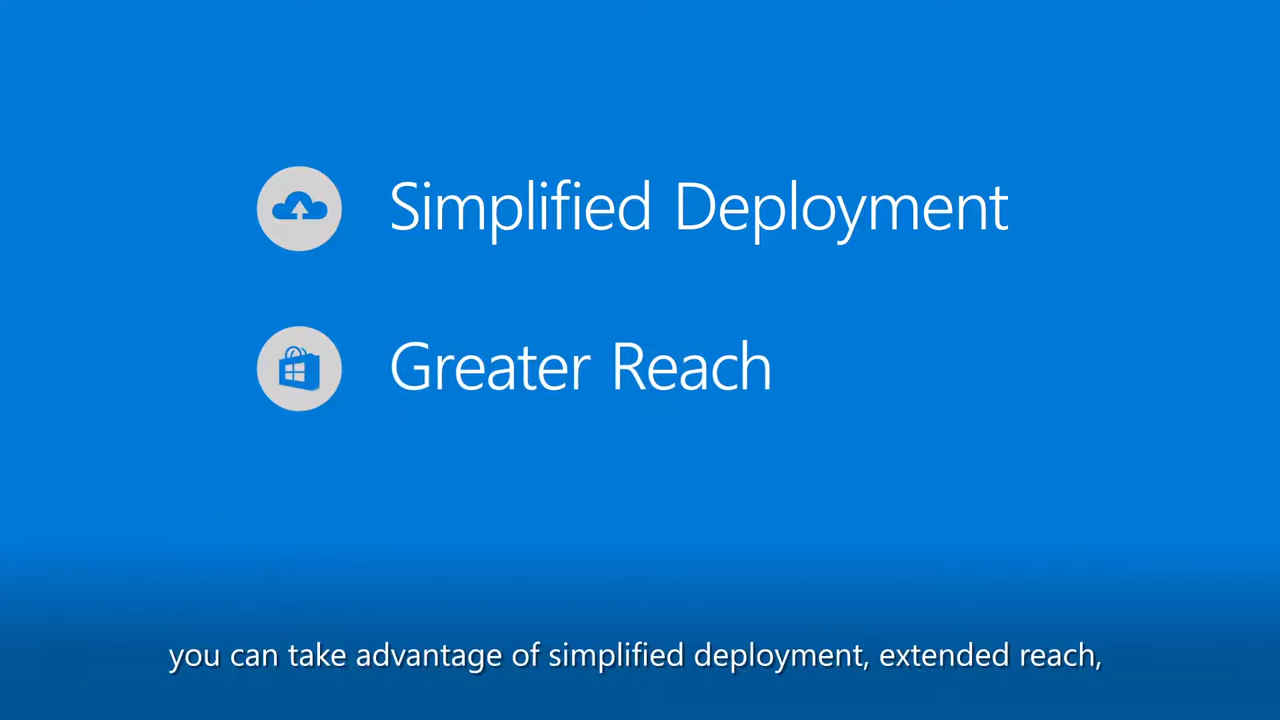 Simplified Deployment
Greater Reach
you can take advantage of simplified deployment, extended reach,